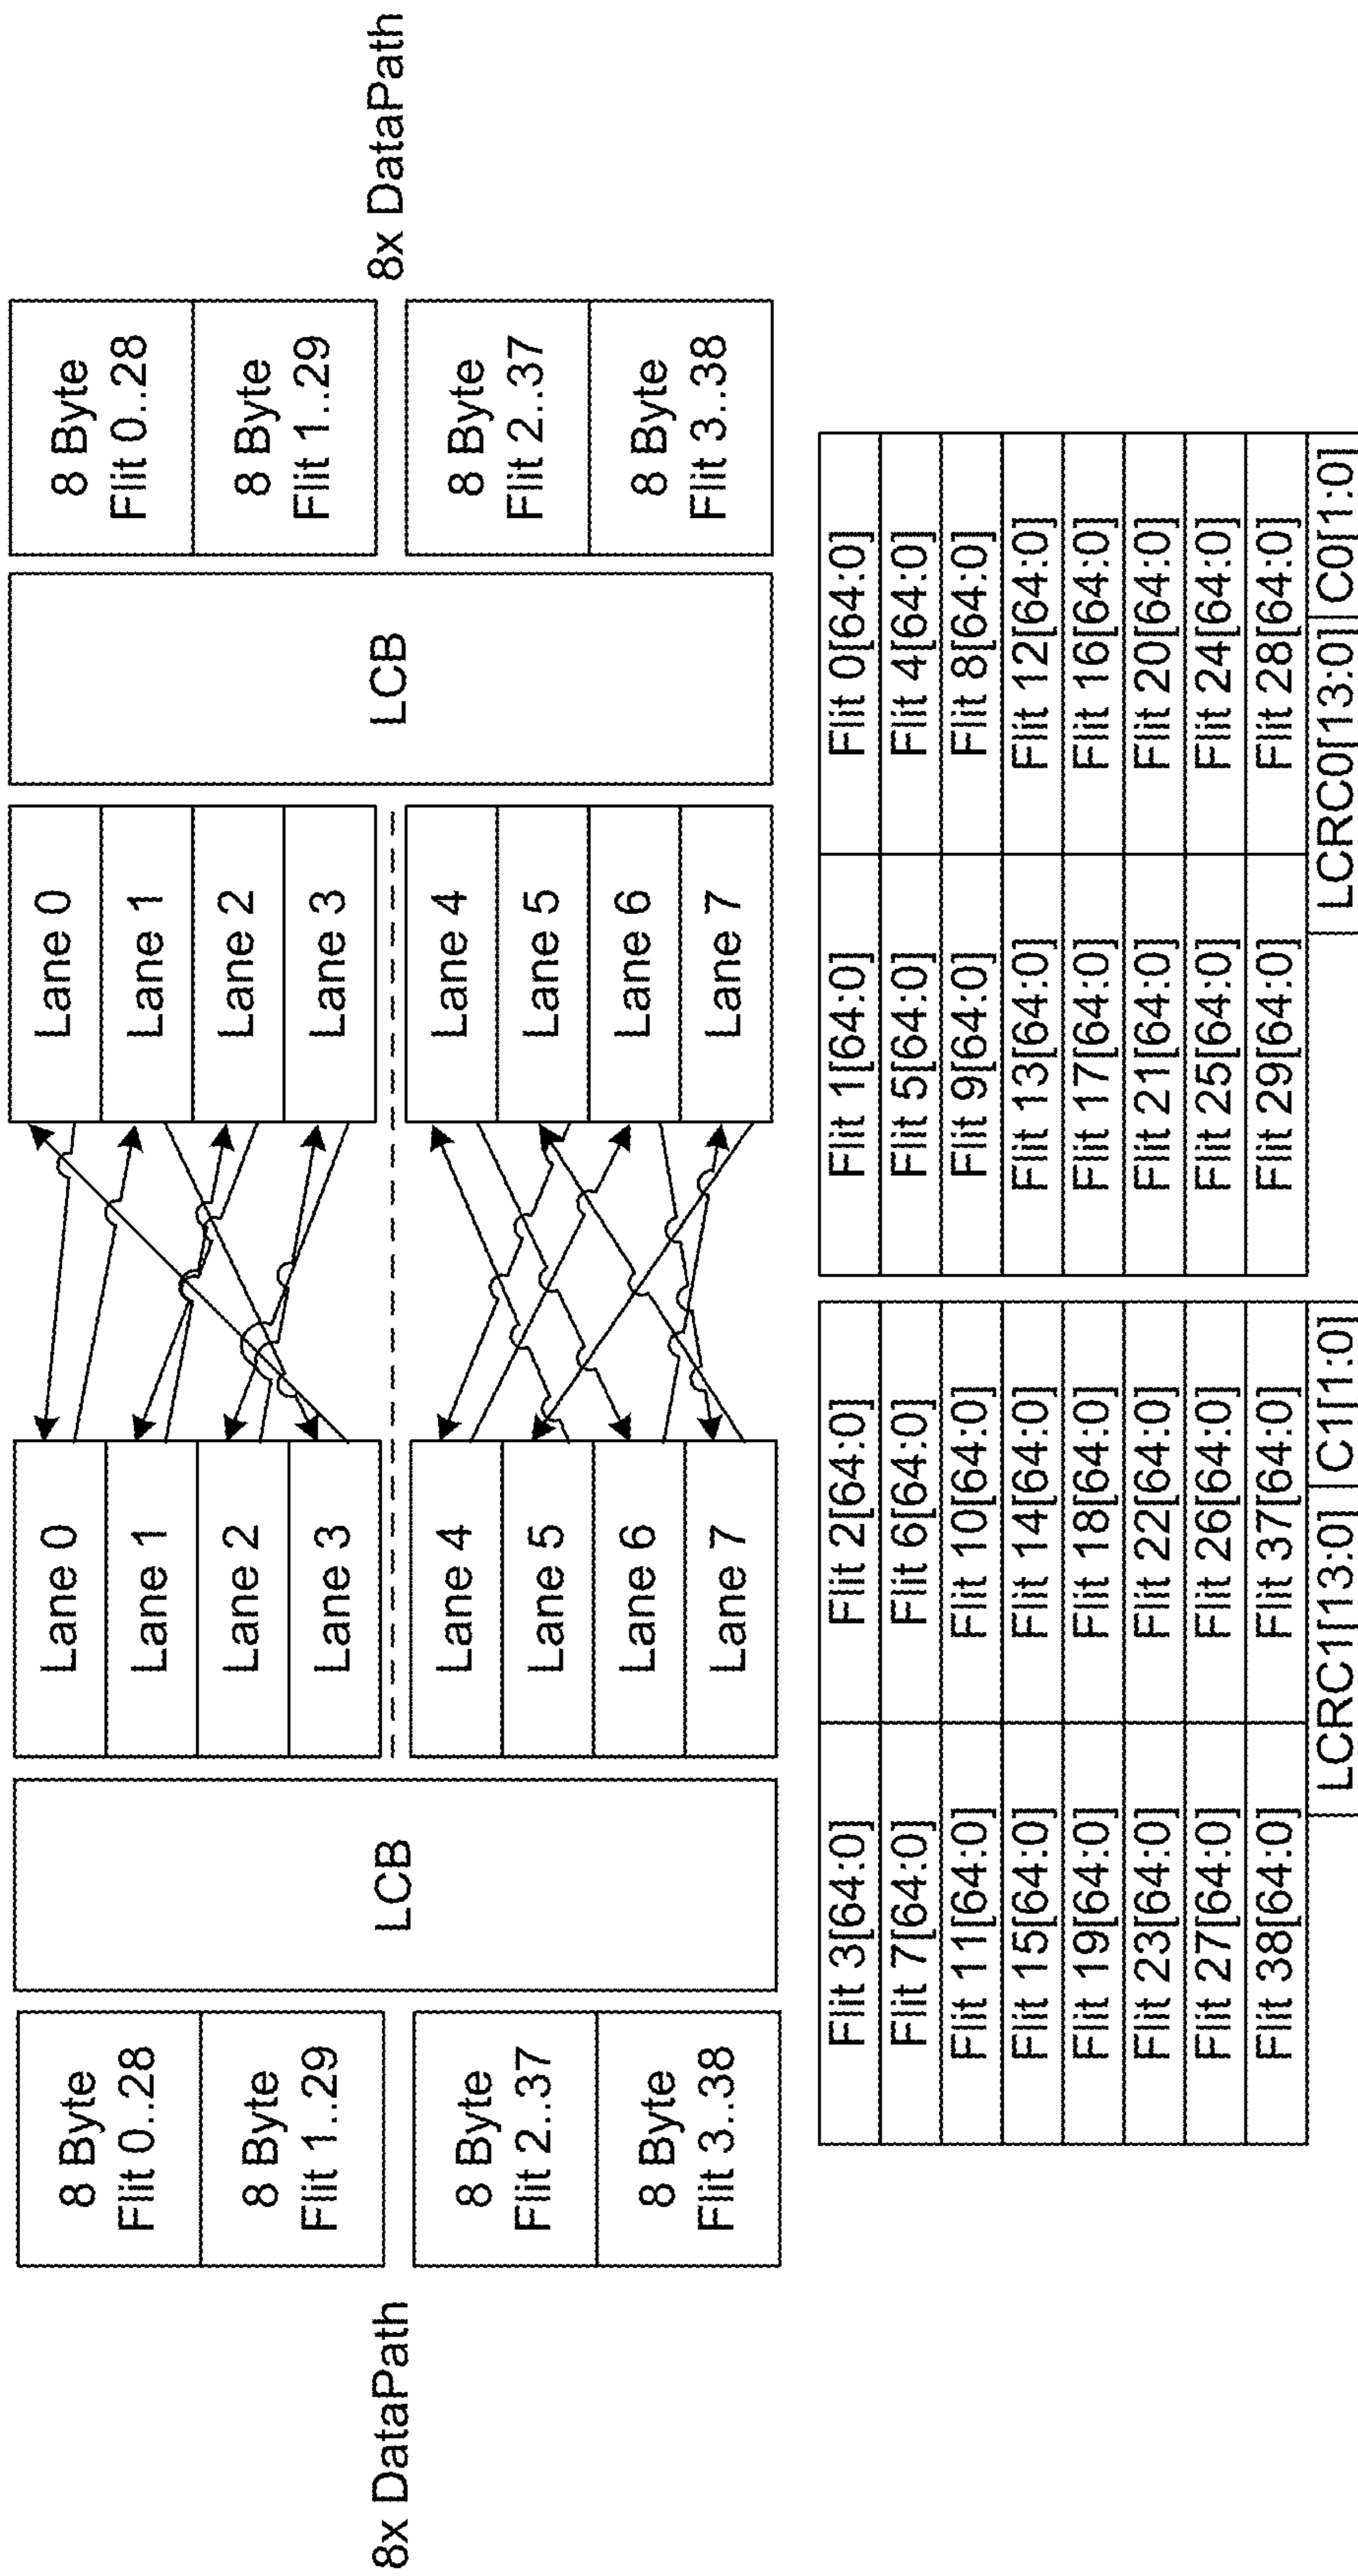 8x DataPath
8 Byte
Flit 0..28
8 Byte
Flit 1..29
8 Byte
Flit 2..37
8 Byte
Flit 3..38
LCB
Lane 0
Lane 1
Lane 2
Lane 3
Lane 4
Lane 5
Lane 6
Lane 7
Lane 0
Lane 1
Lane 2
Lane 3
Lane 4
Lane 5
Lane 6
Lane 7
LCB
8 Byte
Flit 0..28
8 Byte
Flit 1..29
8 Byte
Flit 2..37
8 Byte
Flit 3..38
8x DataPath
Flit 3[64:0] Flit 2[64:0]
Flit 7[64:0] Flit 6[64:0]
Flit 11[64:0] Flit 10[64:0]
Flit 15[64:0] Flit 14[64:0]
Flit 19[64:0] Flit 18[64:0]
Flit 23[64:0] Flit 22[64:0]
Flit 27[64:0] Flit 26[64:0]
Flit 38[64:0] Flit 37[64:0]
LCRC1[13:0] C1[1:0]
Flit 1[64:0] Flit 0[64:0]
Flit 5[64:0] Flit 4[64:0]
Flit 9[64:0] Flit 8[64:0]
Flit 13[64:0] Flit 12[64:0]
Flit 17[64:0] Flit 16[64:0]
Flit 21[64:0] Flit 20[64:0]
Flit 25[64:0] Flit 24[64:0]
Flit 29[64:0] Flit 28[64:0]
LCRC0[13:0] C0[1:0]